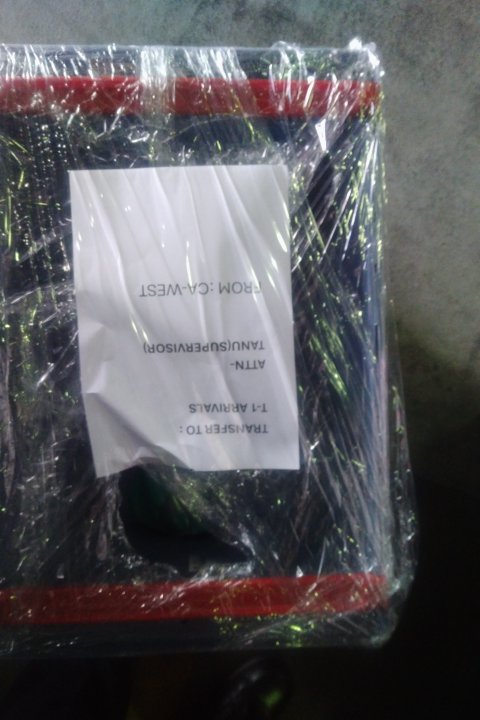 TRANSFER TO :
T-1 ARRIVALS
ATTN-
TANU(SUPERVISOR)
FROM : CA-WEST